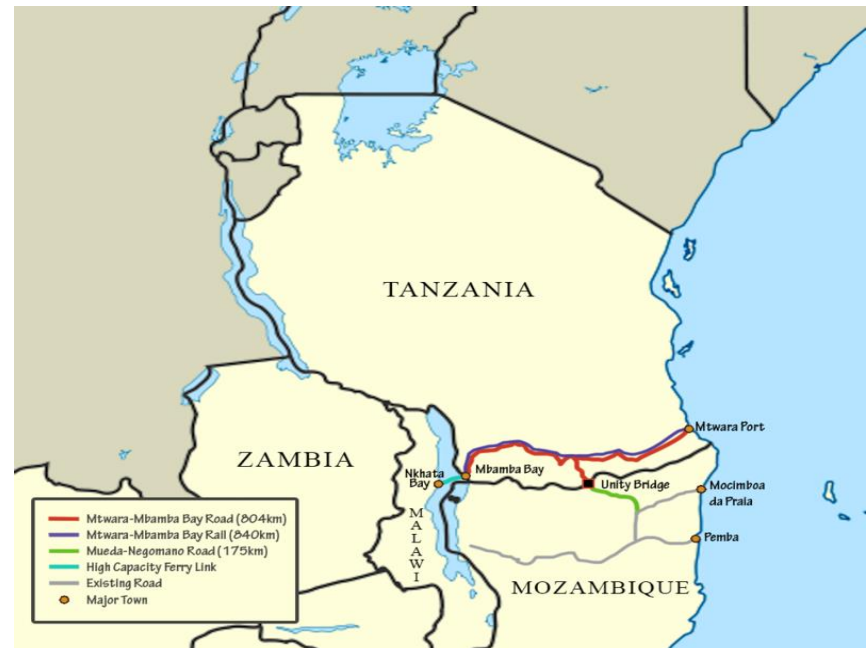 TANZANIA
Mtwara Port
ZAMBIA
Nkhata
Bay
Mbamba Bay
Unity Bridge
Mocimboa
da Praia
MALAWI
Pemba
MOZAMBIQUE
Mtwara-Mbamba Bay Road (804km)
Mtwara-Mbamba Bay Rail (840km)
Mueda-Negomano Road (175km)
High Capacity Ferry Link
Existing Road
Major Town